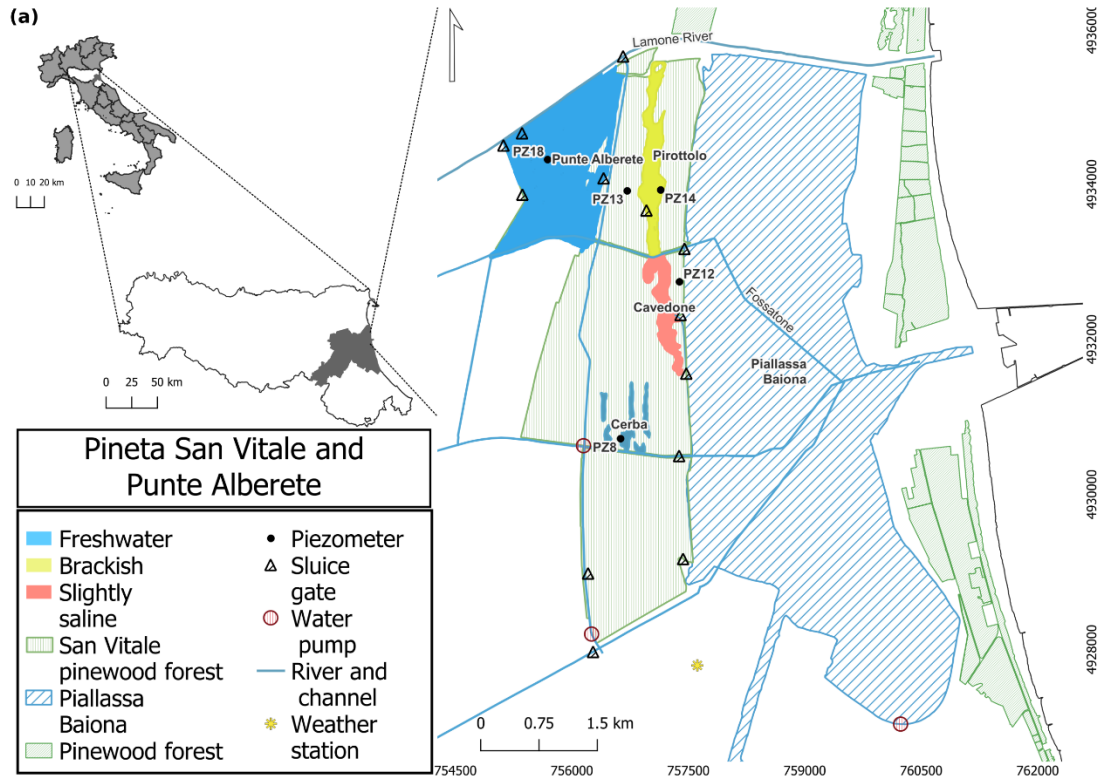 (a)
0 10 20 km
0 25 50 km
Pineta San Vitale and
Punte Alberete
Freshwater
Brackish
Slightly
saline
San Vitale
pinewood forest
Piallassa
Baiona
Pinewood forest
Piezometer
Sluice
gate
Water
pump
River and
channel
Weather
station
Lamone River
PZ18
Punte Alberete
Pirottolo
PZ13
PZ14
PZ12
Cavedone
Fossatone
Piallassa
Baiona
Cerba
PZ8
0 0.75 1.5 km
754500 756000 757500 759000 760500 762000
4936000
4934000
4932000
4930000
4928000